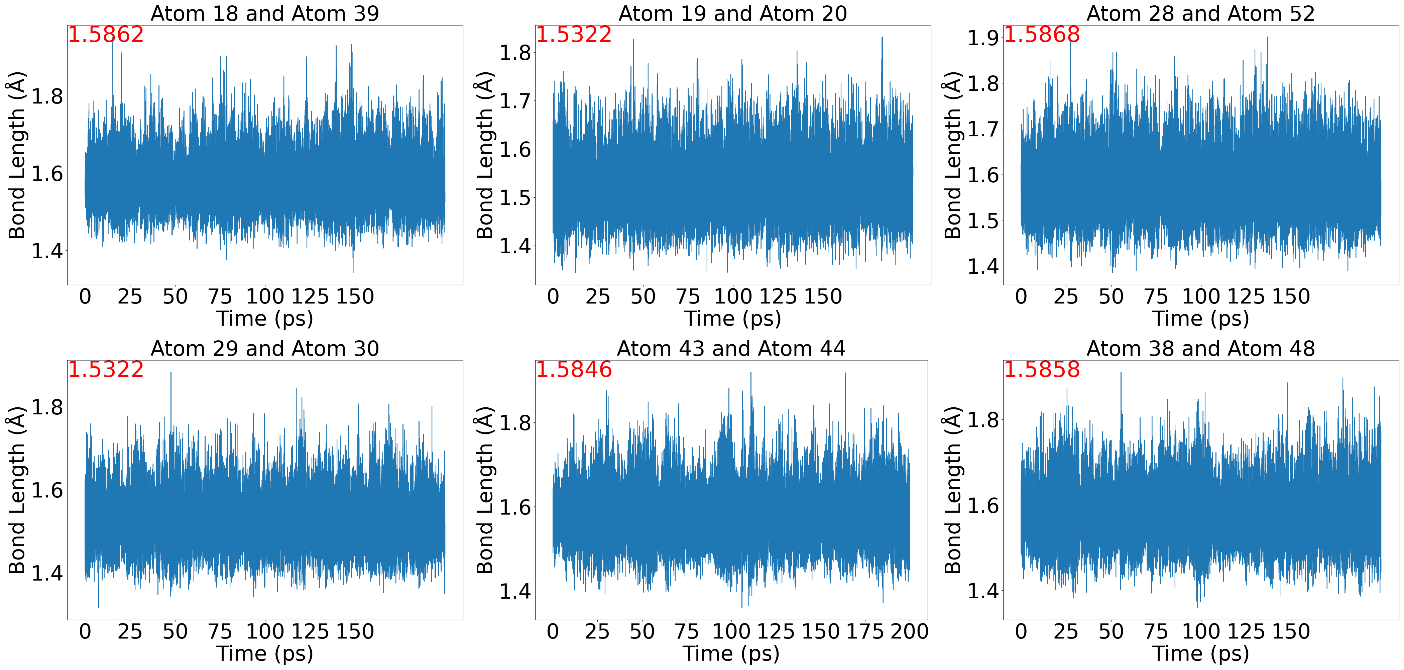 Atom 18 and Atom 39
1.5862
Bond Length (Å)
1.8
1.6
1.4
0 25 50 75 100 125 150
Time (ps)
Atom 19 and Atom 20
1.5322
Bond Length (Å)
1.8
1.7
1.6
1.5
1.4
0 25 50 75 100 125 150
Time (ps)
Atom 28 and Atom 52
1.5868
Bond Length (Å)
1.9
1.8
1.7
1.6
1.5
1.4
0 25 50 75 100 125 150
Time (ps)
Atom 29 and Atom 30
1.5322
Bond Length (Å)
1.8
1.6
1.4
0 25 50 75 100 125 150
Time (ps)
Atom 43 and Atom 44
1.5846
Bond Length (Å)
1.8
1.6
1.4
0 25 50 75 100 125 150 175 200
Time (ps)
Atom 38 and Atom 48
1.5858
Bond Length (Å)
1.8
1.6
1.4
0 25 50 75 100 125 150
Time (ps)